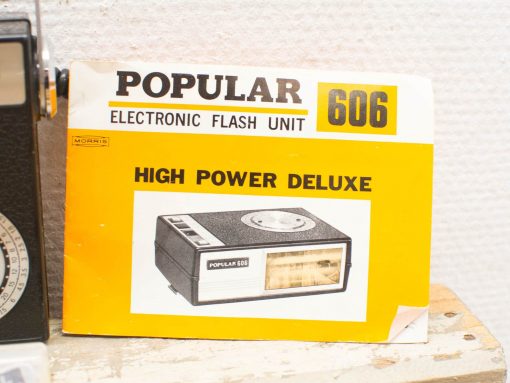 POPULAR
606
ELECTRONIC FLASH UNIT
MORRIS
HIGH POWER DELUXE
POPULAR 606